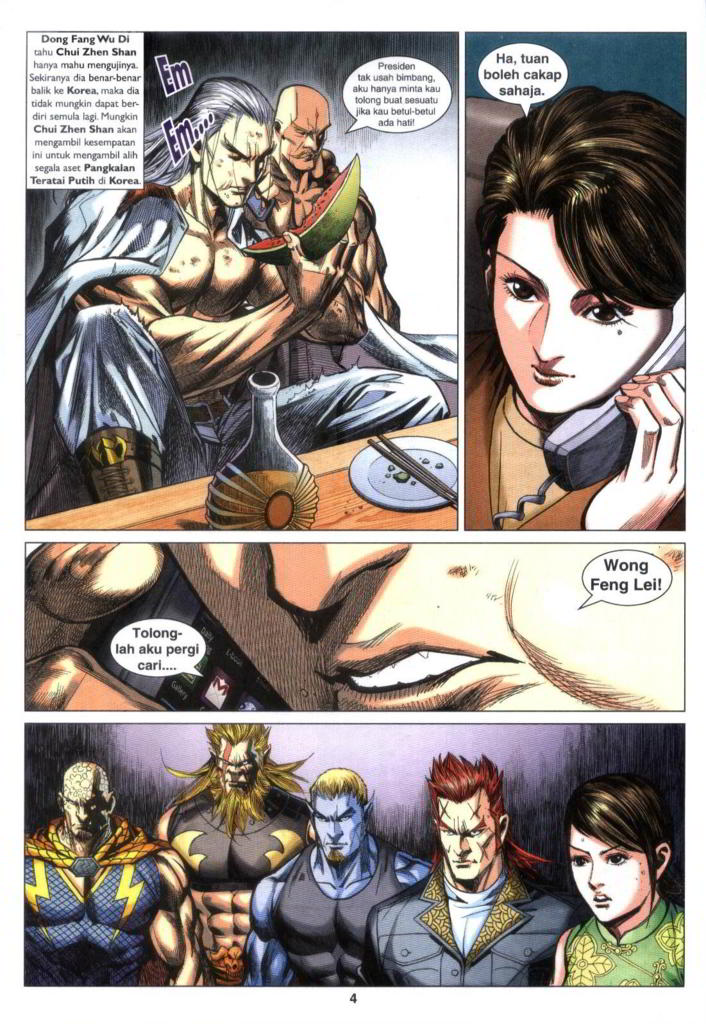 Dong Fang Wu Di
tahu Chui Zhen Shan
hanya mahu mengujinya.
Sekiranya dia benar-benar
balik ke Korea, maka dia
tidak mungkin dapat ber-
diri semula lagi. Mungkin
Chui Zhen Shan akan
mengambil kesempatan
ini untuk mengambil alih
segala aset Pangkalan
Teratai Putih di Korea.
Em
Em....
Presiden
tak usah bimbang,
aku hanya minta kau
tolong buat sesuatu
jika kau betul-betul
ada hati!
Ha, tuan
boleh cakap
sahaja.
Tolong-
lah aku pergi
cari....
Daily
Gallery
M
Wong
Feng Lei!
4